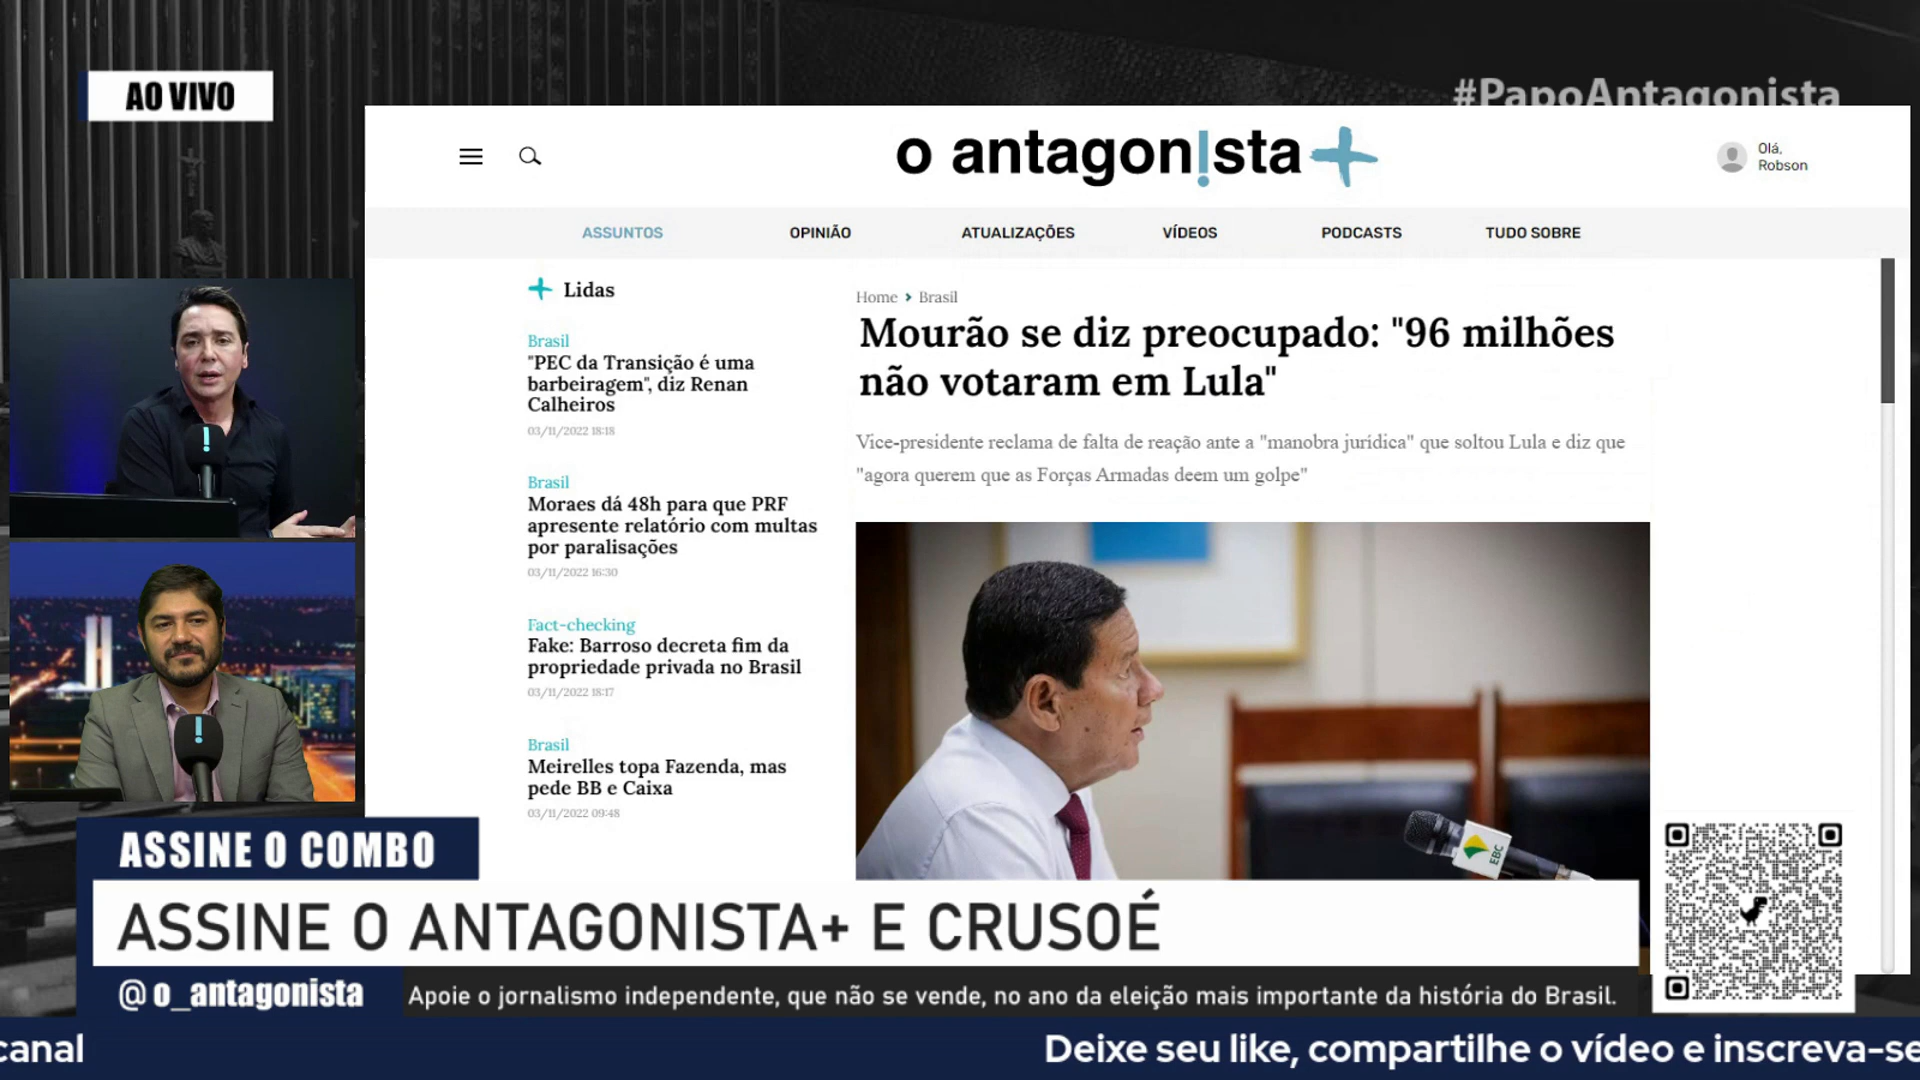 AO VIVO
#PapoAntagonista
o antagon!sta+
Olá,
Robson
ASSUNTOS
OPINIÃO
ATUALIZAÇÕES
VÍDEOS
PODCASTS
TUDO SOBRE
+ Lidas
Brasil
"PEC da Transição é uma
barbeiragem", diz Renan
Calheiros
03/11/2022 18:18
Brasil
Moraes dá 48h para que PRF
apresente relatório com multas
por paralisações
03/11/2022 16:30
Fact-checking
Fake: Barroso decreta fim da
propriedade privada no Brasil
03/11/2022 18:17
Brasil
Meirelles topa Fazenda, mas
pede BB e Caixa
03/11/2022 09:48
Home > Brasil
Mourão se diz preocupado: "96 milhões
não votaram em Lula"
Vice-presidente reclama de falta de reação ante a "manobra jurídica" que soltou Lula e diz que
"agora querem que as Forças Armadas deem um golpe"
!
!
EBC
ASSINE O COMBO
ASSINE O ANTAGONISTA+ E CRUSOÉ
@o_antagonista
Apoie o jornalismo independente, que não se vende, no ano da eleição mais importante da história do Brasil.
canal
Deixe seu like, compartilhe o vídeo e inscreva-se